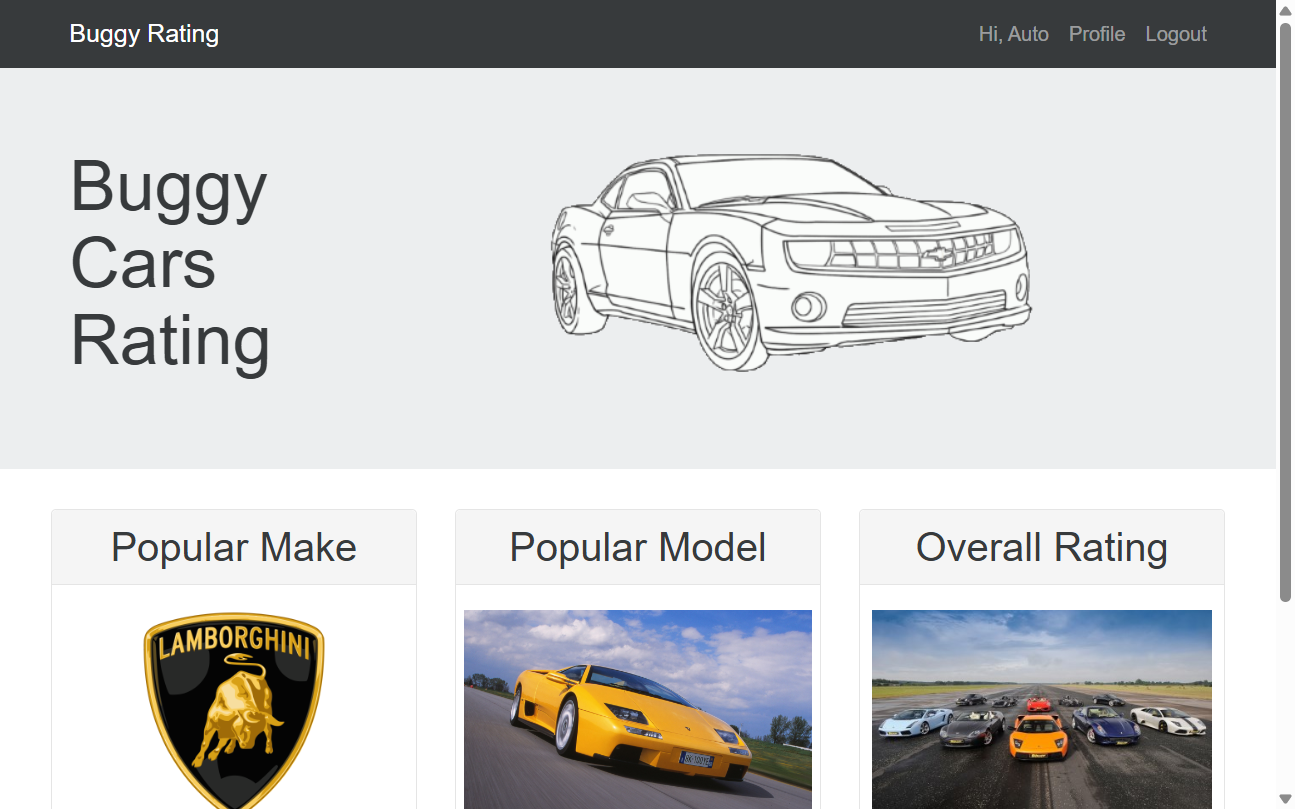 Buggy Rating
Hi, Auto Profile Logout
Buggy
Cars
Rating
Popular Make
Popular Model
Overall Rating
LAMBORGHINI